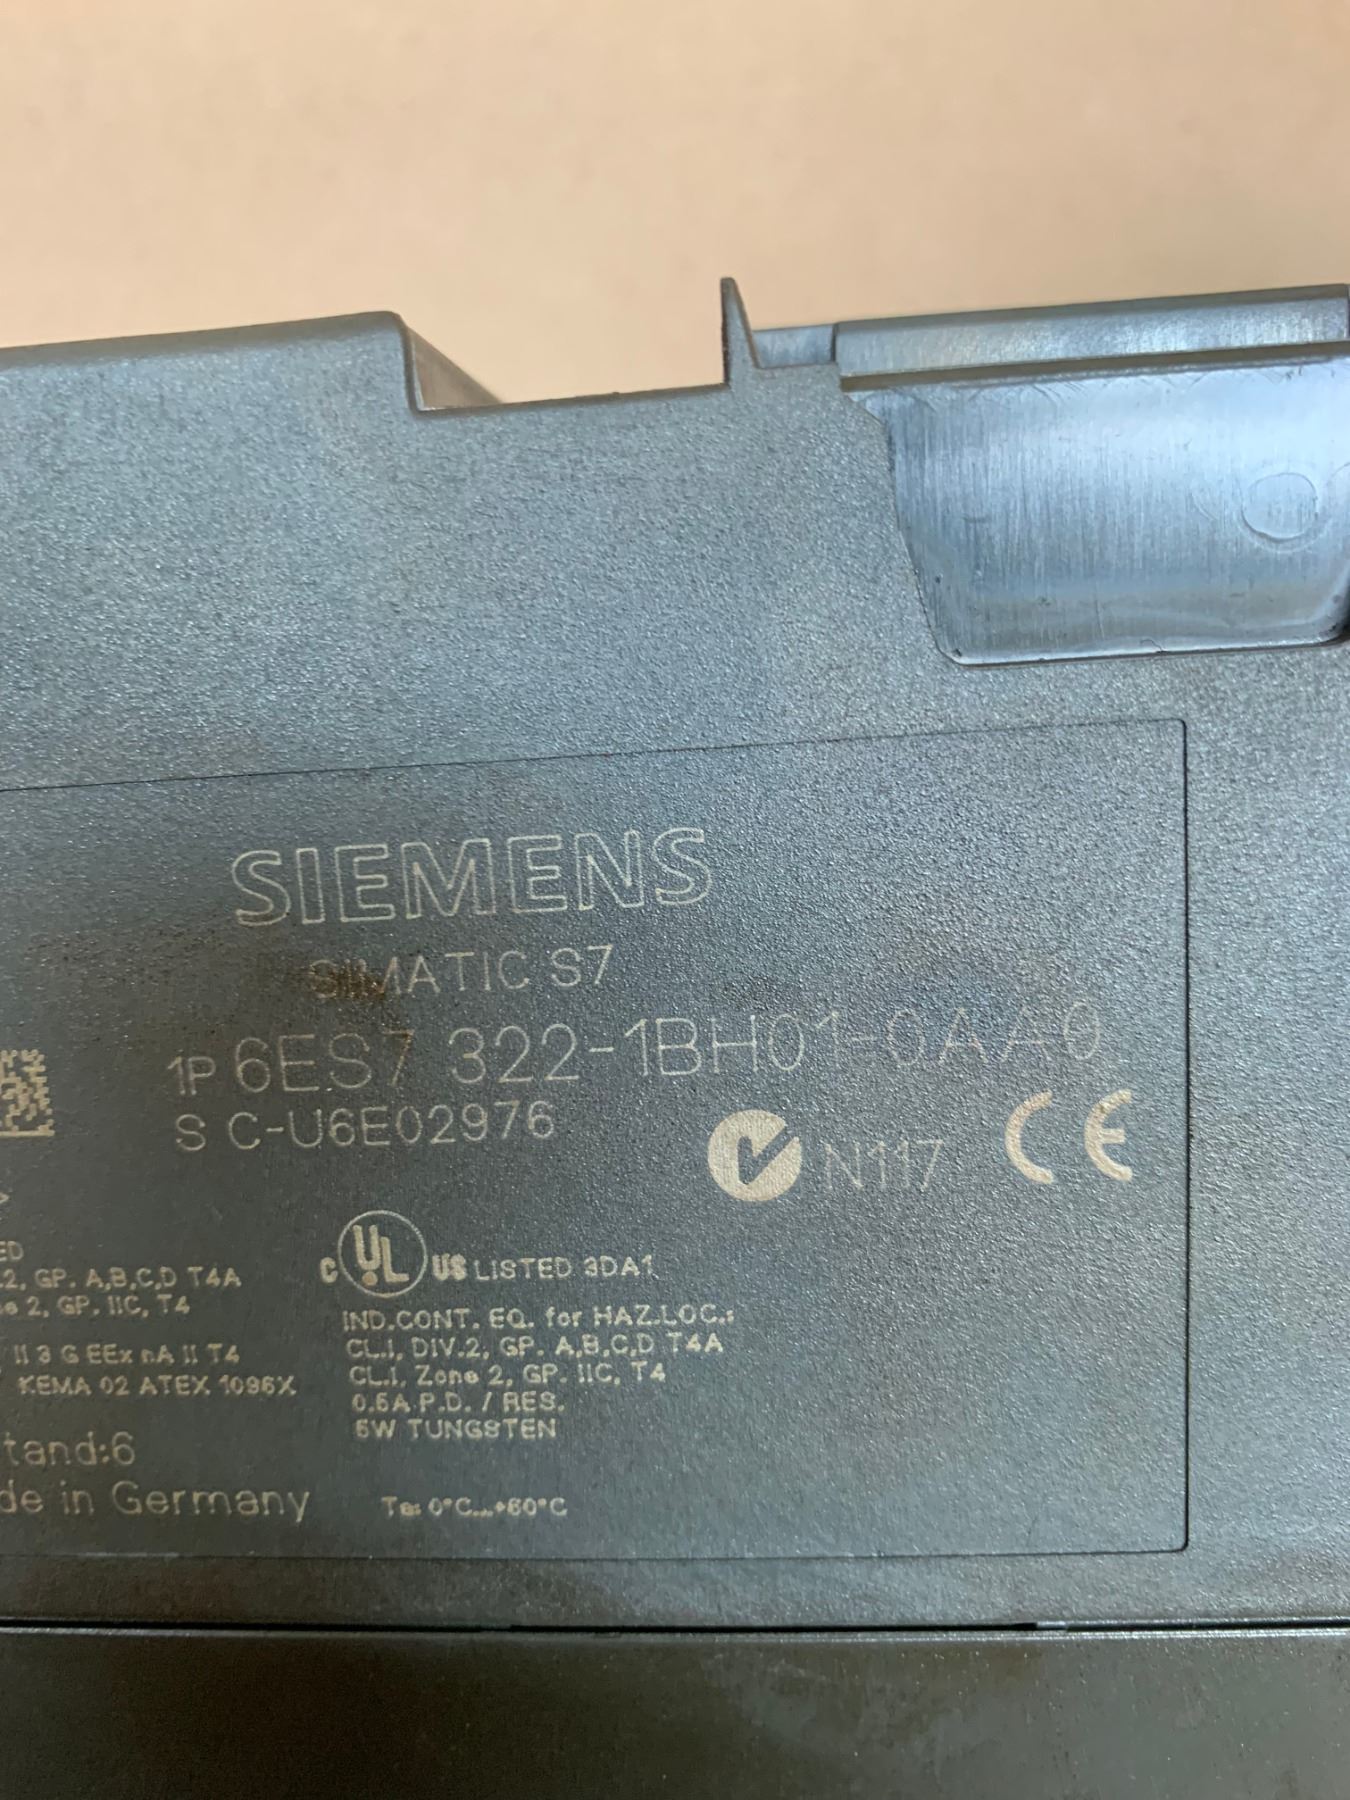 SIEMENS
SIMATIC S7
1P 6ES7 322-1BH01-0AA0
S C-U6E02976
N117 CE
ED
.2, GP. A,B,C,D T4A
e 2, GP. IIC, T4
II 3 G EEx nA II T4
KEMA 02 ATEX 1096X
tand:6
de in Germany
c UL US LISTED 3DA1
IND.CONT. EQ. for HAZ.LOC.:
CL.I, DIV.2, GP. A,B,C,D T4A
CL.I, Zone 2, GP. IIC, T4
0.5A P.D. / RES.
5W TUNGSTEN
Ta: 0°C...+60°C